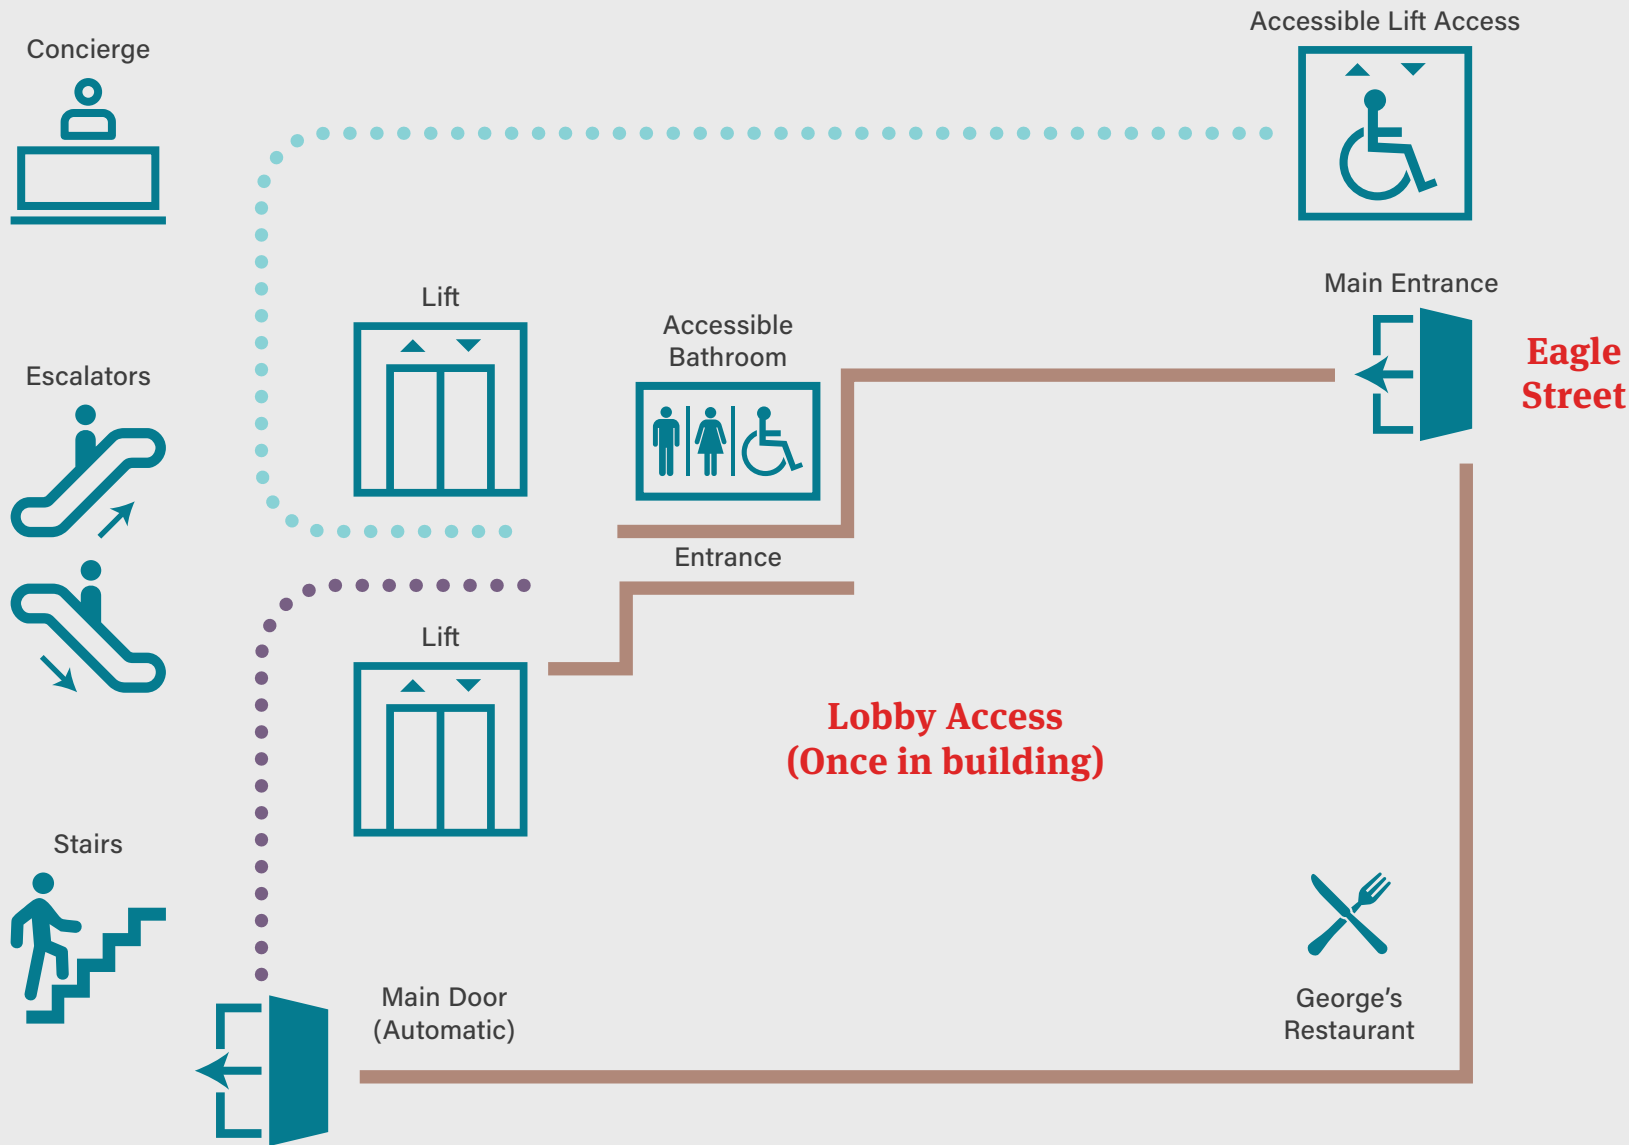 Accessible Lift Access
Concierge
Main Entrance
Lift
Accessible
Bathroom
Eagle
Street
Escalators
Entrance
Lift
Lobby Access
(Once in building)
Stairs
Main Door
(Automatic)
George’s
Restaurant